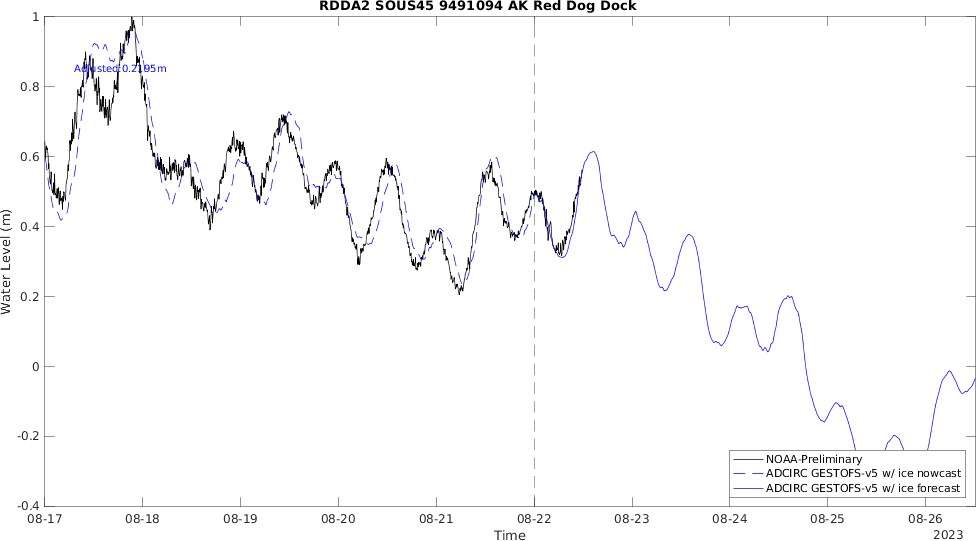 RDDA2 SOUS45 9491094 AK Red Dog Dock
Adjusted:0.2195m
Water Level (m)
1
0.8
0.6
0.4
0.2
0
-0.2
-0.4
NOAA-Preliminary
ADCIRC GESTOFS-v5 w/ ice nowcast
ADCIRC GESTOFS-v5 w/ ice forecast
08-17 08-18 08-19 08-20 08-21 08-22 08-23 08-24 08-25 08-26
Time
2023